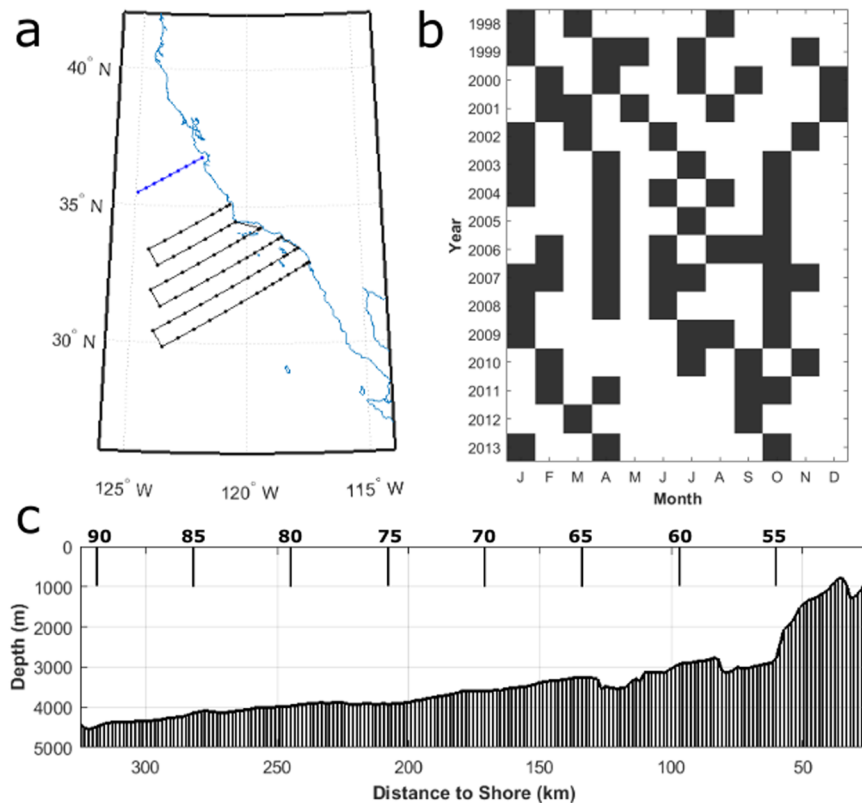 a
40° N
35° N
30° N
125° W
120° W
115° W
b
Year
1998
1999
2000
2001
2002
2003
2004
2005
2006
2007
2008
2009
2010
2011
2012
2013
J F M A M J J A S O N D
Month
c
90 85 80 75 70 65 60 55
Depth (m)
0
1000
2000
3000
4000
5000
300 250 200 150 100 50
Distance to Shore (km)